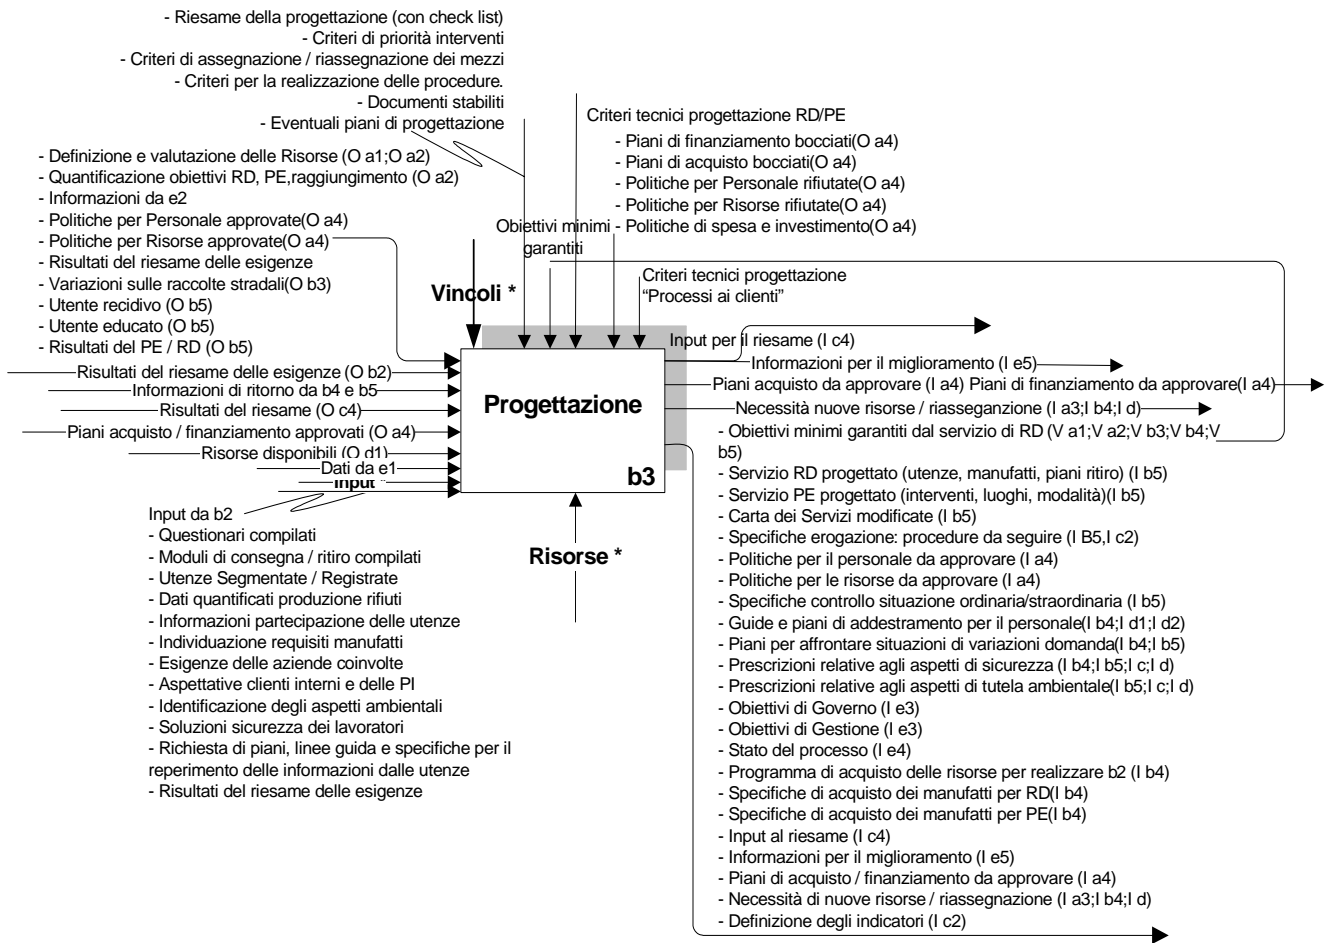 - Riesame della progettazione (con check list)
- Criteri di priorità interventi
- Criteri di assegnazione / riassegnazione dei mezzi
- Criteri per la realizzazione delle procedure.
- Documenti stabiliti
- Eventuali piani di progettazione
Criteri tecnici progettazione RD/PE
- Piani di finanziamento bocciati(O a4)
- Piani di acquisto bocciati(O a4)
- Politiche per Personale rifiutate(O a4)
- Politiche per Risorse rifiutate(O a4)
- Politiche di spesa e investimento(O a4)
Obiettivi minimi
garantiti
Criteri tecnici progettazione
“Processi ai clienti”
- Definizione e valutazione delle Risorse (O a1;O a2)
- Quantificazione obiettivi RD, PE,raggiungimento (O a2)
- Informazioni da e2
- Politiche per Personale approvate(O a4)
- Politiche per Risorse approvate(O a4)
- Risultati del riesame delle esigenze
- Variazioni sulle raccolte stradali(O b3)
- Utente recidivo (O b5)
- Utente educato (O b5)
- Risultati del PE / RD (O b5)
Vincoli *
Risultati del riesame delle esigenze (O b2)
Informazioni di ritorno da b4 e b5
Risultati del riesame (O c4)
Piani acquisto / finanziamento approvati (O a4)
Risorse disponibili (O d1)
Dati da e1
Input *
Progettazione
b3
Risorse *
Input da b2
- Questionari compilati
- Moduli di consegna / ritiro compilati
- Utenze Segmentate / Registrate
- Dati quantificati produzione rifiuti
- Informazioni partecipazione delle utenze
- Individuazione requisiti manufatti
- Esigenze delle aziende coinvolte
- Aspettative clienti interni e delle PI
- Identificazione degli aspetti ambientali
- Soluzioni sicurezza dei lavoratori
- Richiesta di piani, linee guida e specifiche per il
reperimento delle informazioni dalle utenze
- Risultati del riesame delle esigenze
Input per il riesame (I c4)
Informazioni per il miglioramento (I e5)
Piani acquisto da approvare (I a4) Piani di finanziamento da approvare(I a4)
Necessità nuove risorse / riasseganzione (I a3;I b4;I d)
- Obiettivi minimi garantiti dal servizio di RD (V a1;V a2;V b3;V b4;V
b5)
- Servizio RD progettato (utenze, manufatti, piani ritiro) (I b5)
- Servizio PE progettato (interventi, luoghi, modalità)(I b5)
- Carta dei Servizi modificate (I b5)
- Specifiche erogazione: procedure da seguire (I B5,I c2)
- Politiche per il personale da approvare (I a4)
- Politiche per le risorse da approvare (I a4)
- Specifiche controllo situazione ordinaria/straordinaria (I b5)
- Guide e piani di addestramento per il personale(I b4;I d1;I d2)
- Piani per affrontare situazioni di variazioni domanda(I b4;I b5)
- Prescrizioni relative agli aspetti di sicurezza (I b4;I b5;I c;I d)
- Prescrizioni relative agli aspetti di tutela ambientale(I b5;I c;I d)
- Obiettivi di Governo (I e3)
- Obiettivi di Gestione (I e3)
- Stato del processo (I e4)
- Programma di acquisto delle risorse per realizzare b2 (I b4)
- Specifiche di acquisto dei manufatti per RD(I b4)
- Specifiche di acquisto dei manufatti per PE(I b4)
- Input al riesame (I c4)
- Informazioni per il miglioramento (I e5)
- Piani di acquisto / finanziamento da approvare (I a4)
- Necessità di nuove risorse / riassegnazione (I a3;I b4;I d)
- Definizione degli indicatori (I c2)